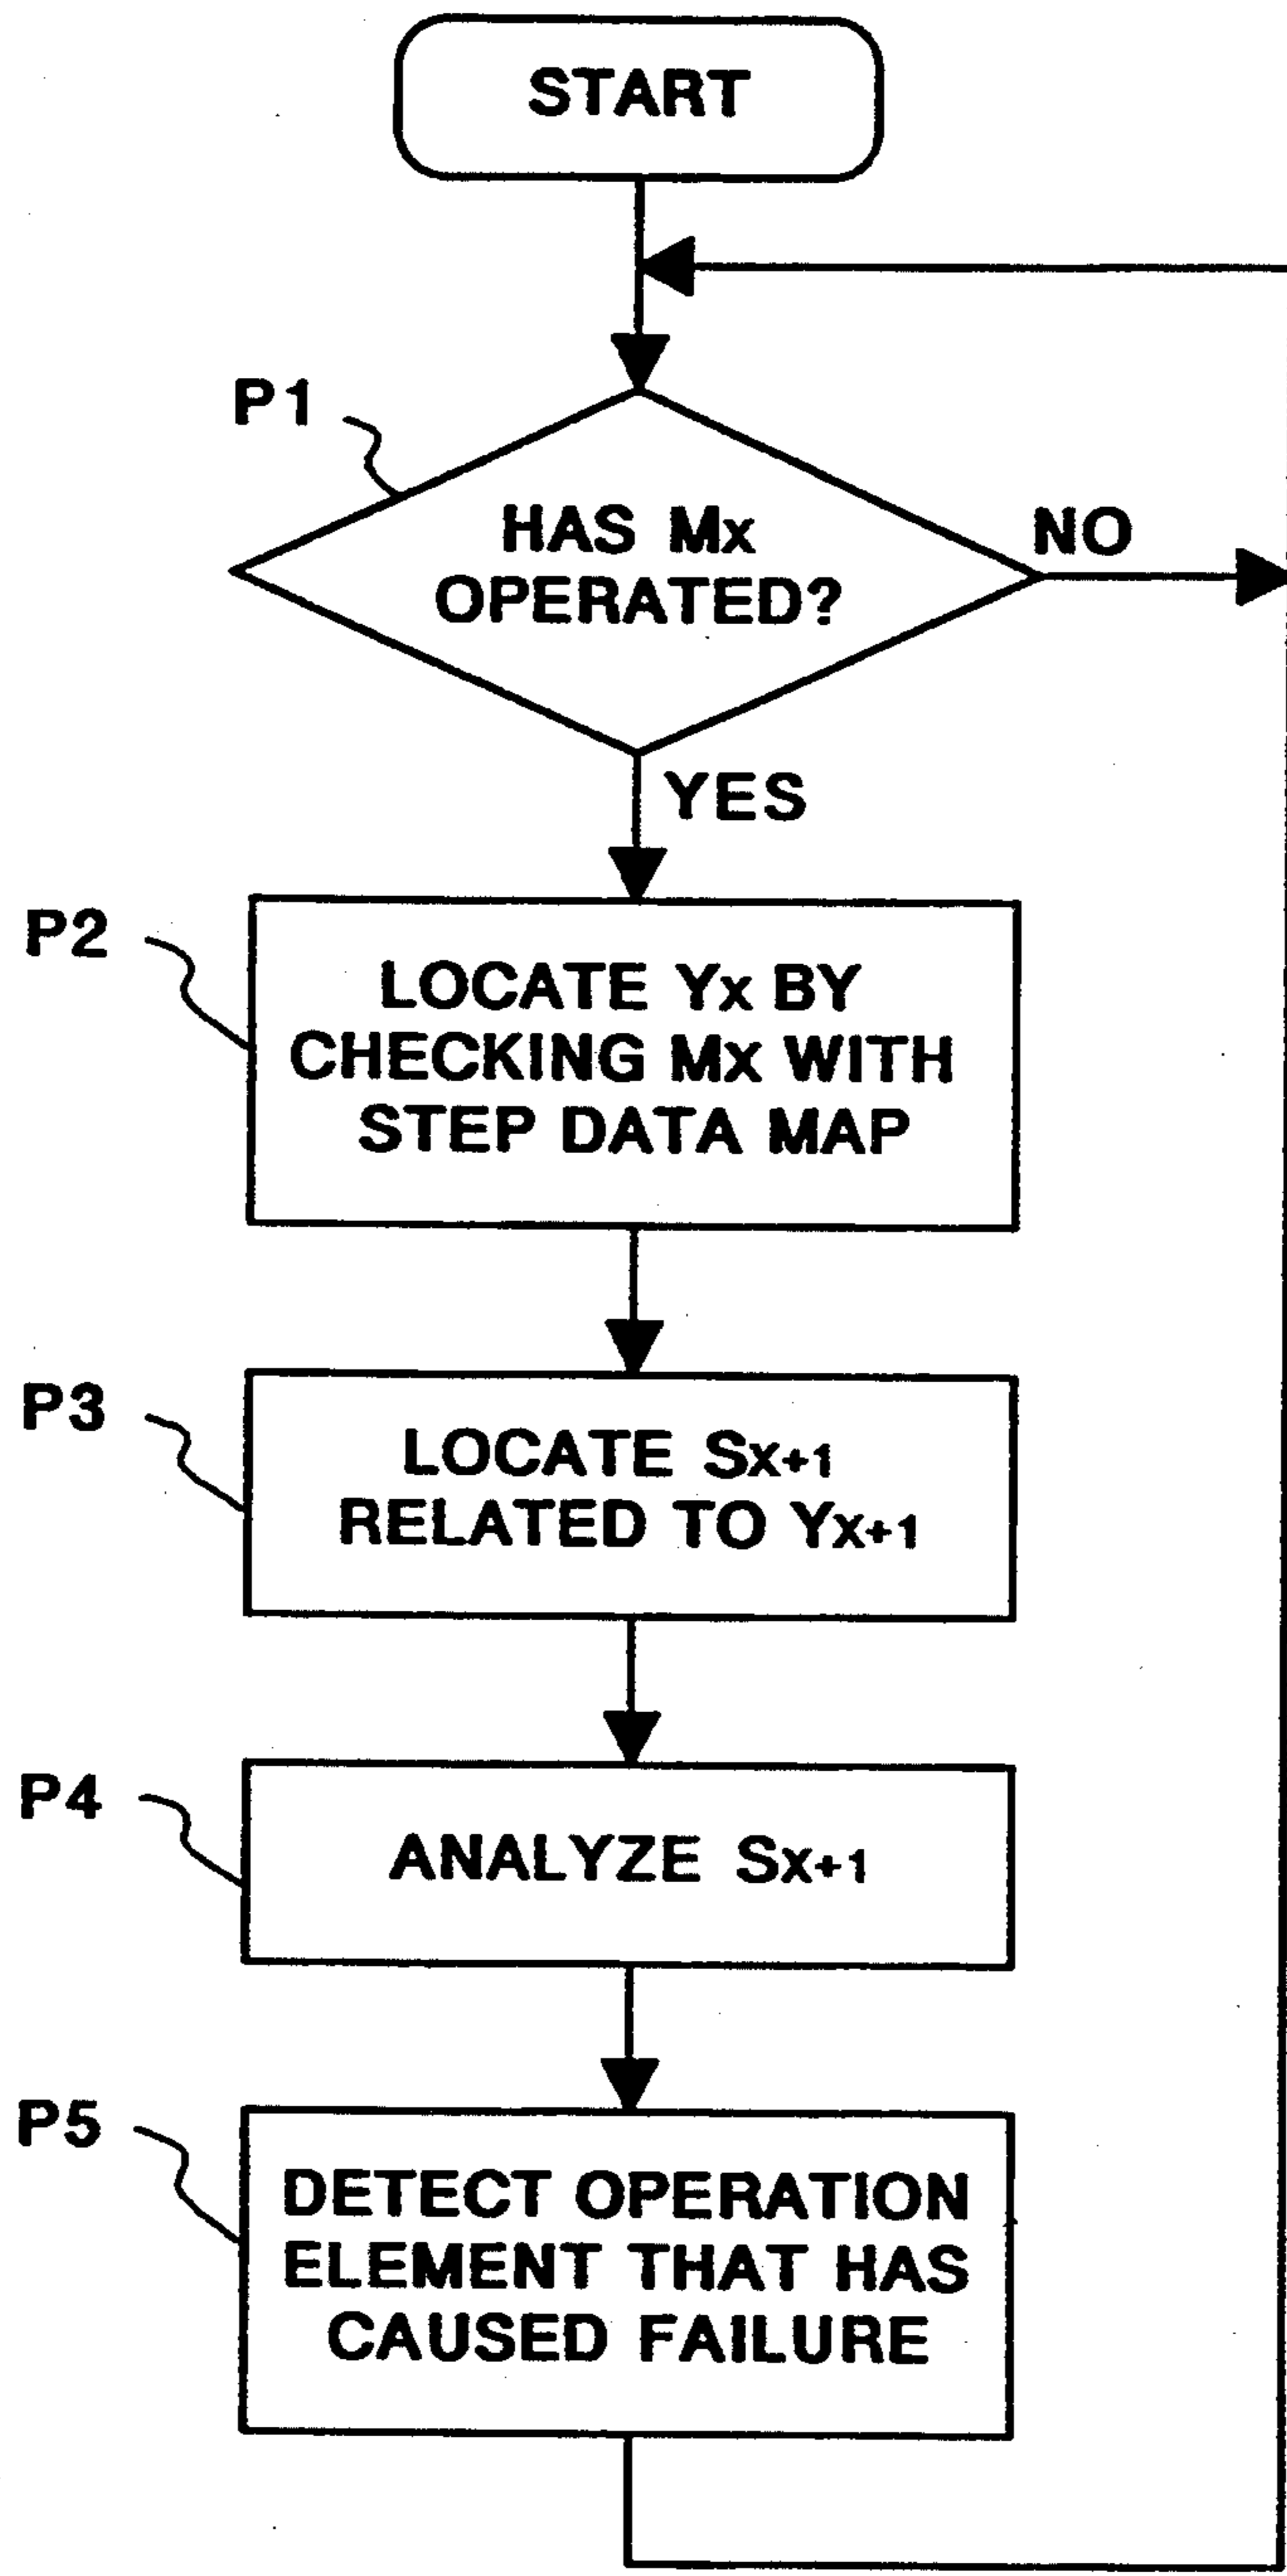 START
P1
HAS Mx
OPERATED?
NO
YES
P2
LOCATE Yx BY
CHECKING Mx WITH
STEP DATA MAP
P3
LOCATE Sx+1
RELATED TO Yx+1
P4
ANALYZE Sx+1
P5
DETECT OPERATION
ELEMENT THAT HAS
CAUSED FAILURE